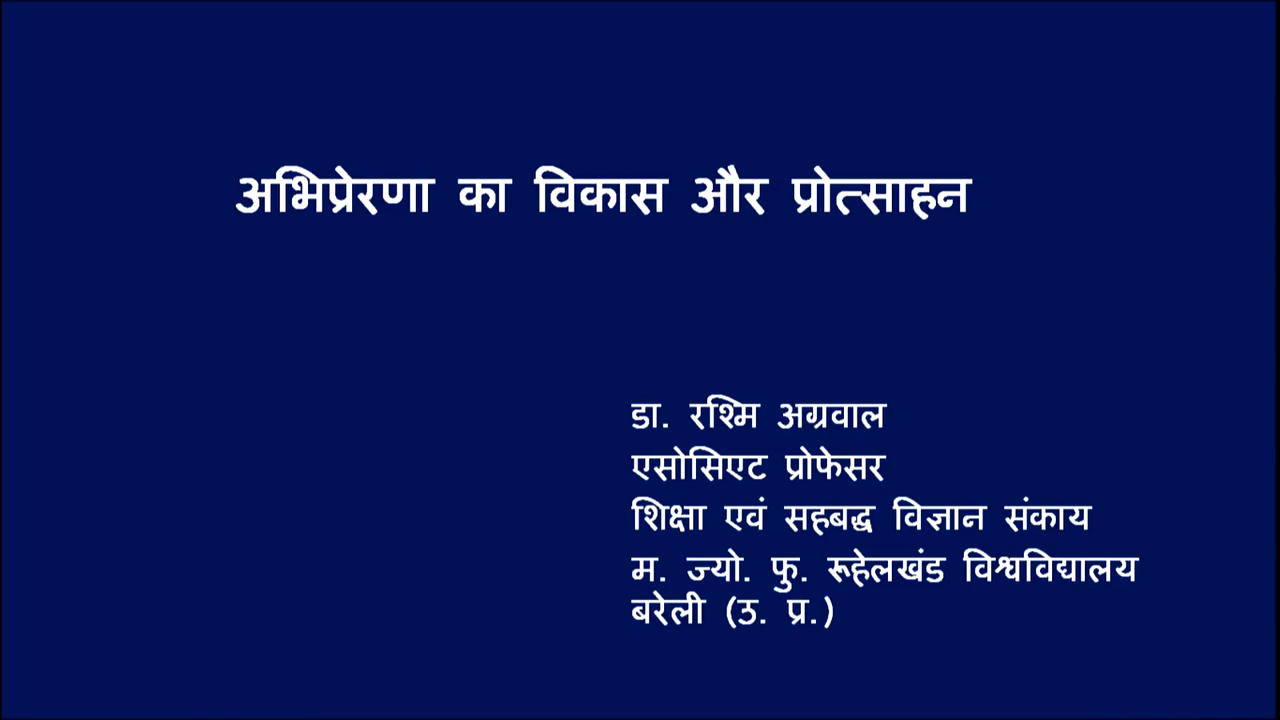 अभिप्रेरणा का विकास और प्रोत्साहन
डा. रश्मि अग्रवाल
एसोसिएट प्रोफेसर
शिक्षा एवं सहबद्ध विज्ञान संकाय
म. ज्यो. फु. रूहेलखंड विश्वविद्यालय
बरेली (उ. प्र.)